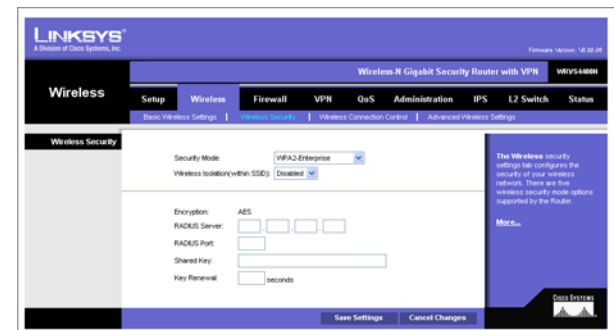 LINKSYS®
A Division of Cisco Systems, Inc.
Firmware Version: V0.00.04
Wireless-N Gigabit Security Router with VPN WRVS4400N
Wireless
Setup Wireless Firewall VPN QoS Administration IPS L2 Switch Status
Basic Wireless Settings | Wireless Security | Wireless Connection Control | Advanced Wireless Settings
Wireless Security
Security Mode: WPA2-Enterprise
Wireless Isolation(within SSID): Disabled
Encryption: AES
RADIUS Server: . . .
RADIUS Port:
Shared Key:
Key Renewal: seconds
The Wireless security
settings tab configures the
security of your wireless
network. There are five
wireless security mode options
supported by the Router.
More...
Save Settings Cancel Changes
CISCO SYSTEMS